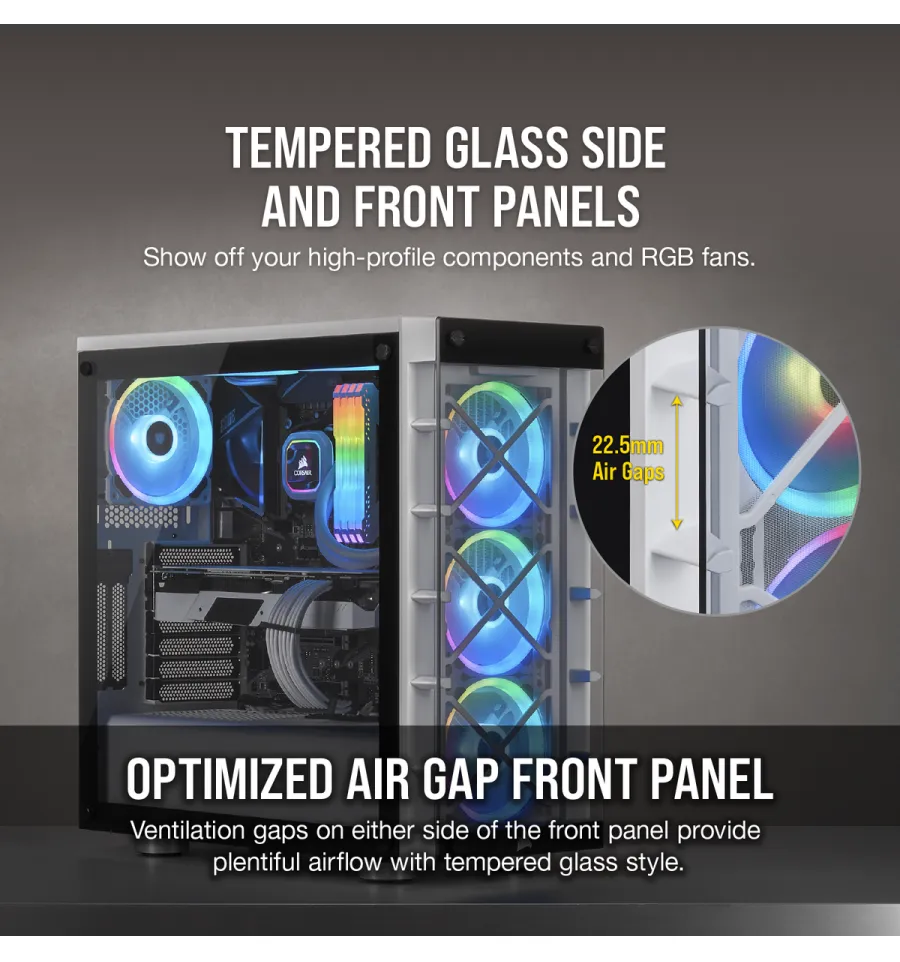 TEMPERED GLASS SIDE
AND FRONT PANELS
Show off your high-profile components and RGB fans.
CORSAIR
22.5mm
Air Gaps
OPTIMIZED AIR GAP FRONT PANEL
Ventilation gaps on either side of the front panel provide
plentiful airflow with tempered glass style.